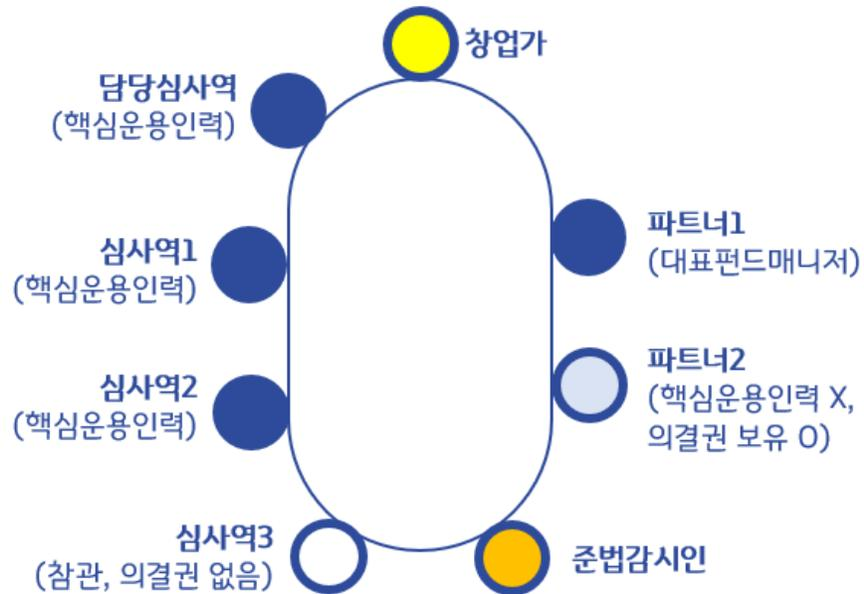 창업가
담당심사역
(핵심운용인력)
심사역1
(핵심운용인력)
심사역2
(핵심운용인력)
심사역3
(참관, 의결권 없음)
파트너1
(대표펀드매니저)
파트너2
(핵심운용인력 X,
의결권 보유 O)
준법감시인